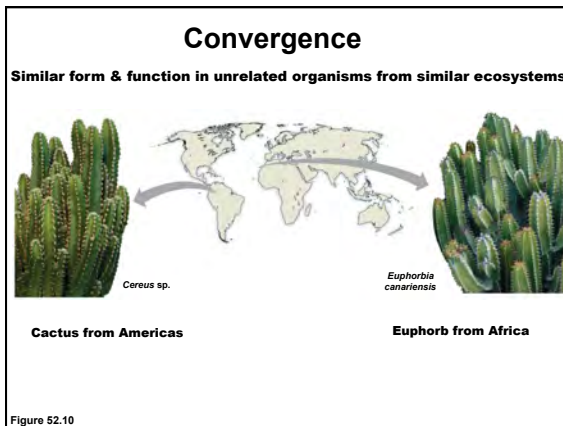 Convergence
Similar form & function in unrelated organisms from similar ecosystems
Cereus sp.
Euphorbia
canariensis
Cactus from Americas
Euphorb from Africa
Figure 52.10